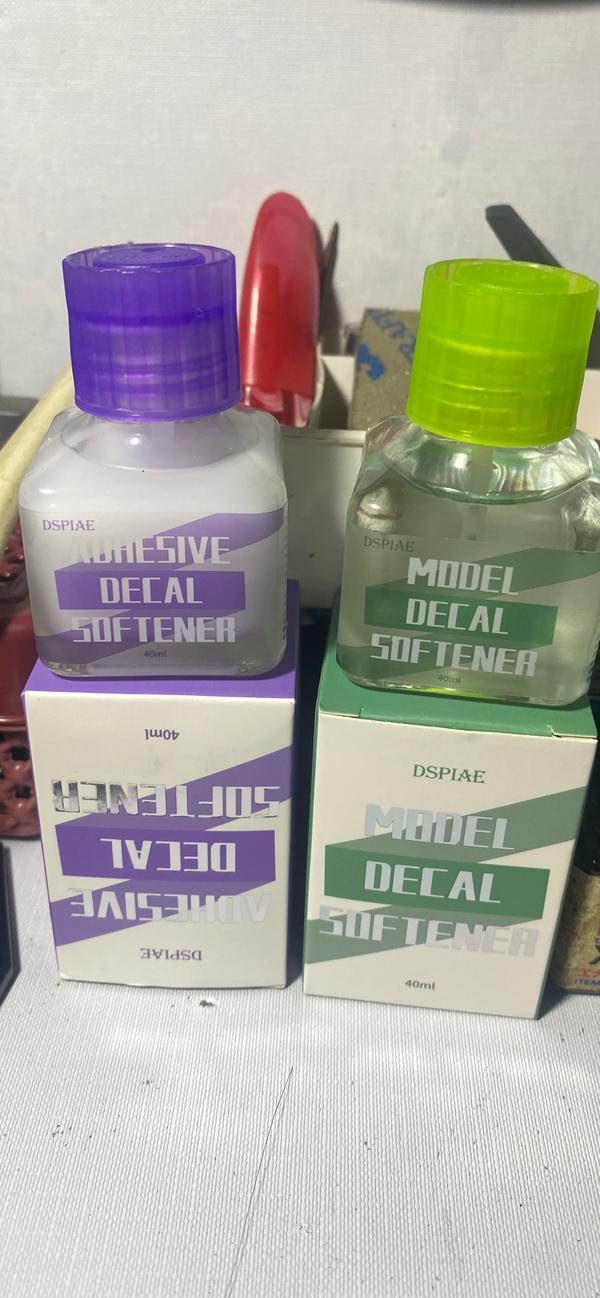 DSPIAE
ADHESIVE
DECAL
SOFTENER
40ml
DSPIAE
MODEL
DECAL
SOFTENER
40ml
DSPIAE
ADHESIVE
DECAL
SOFTENER
40ml
DSPIAE
MODEL
DECAL
SOFTENER
40ml
ITEM